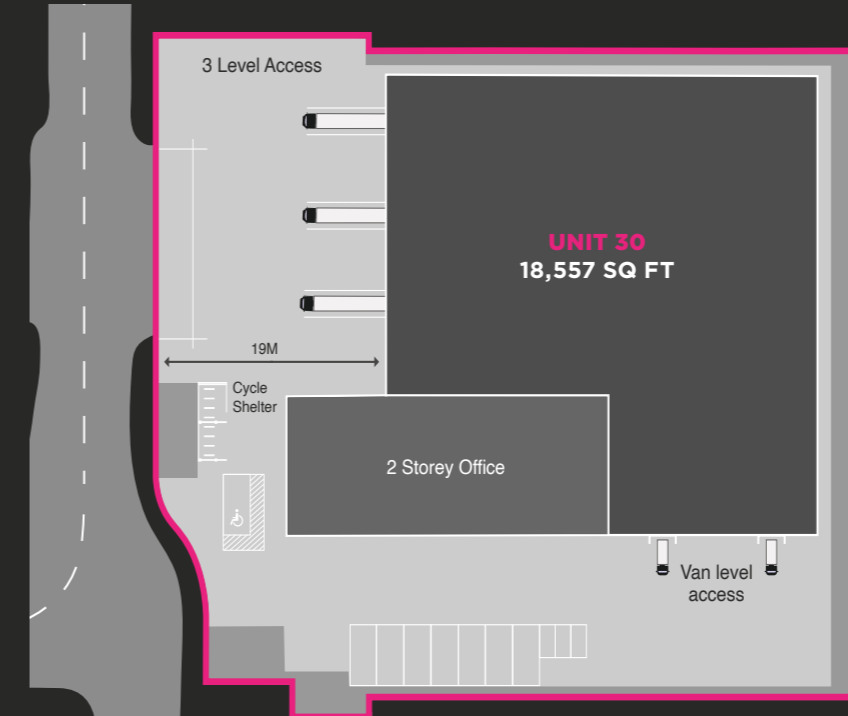 3 Level Access
UNIT 30
18,557 SQ FT
19M
Cycle
Shelter
2 Storey Office
Van level
access